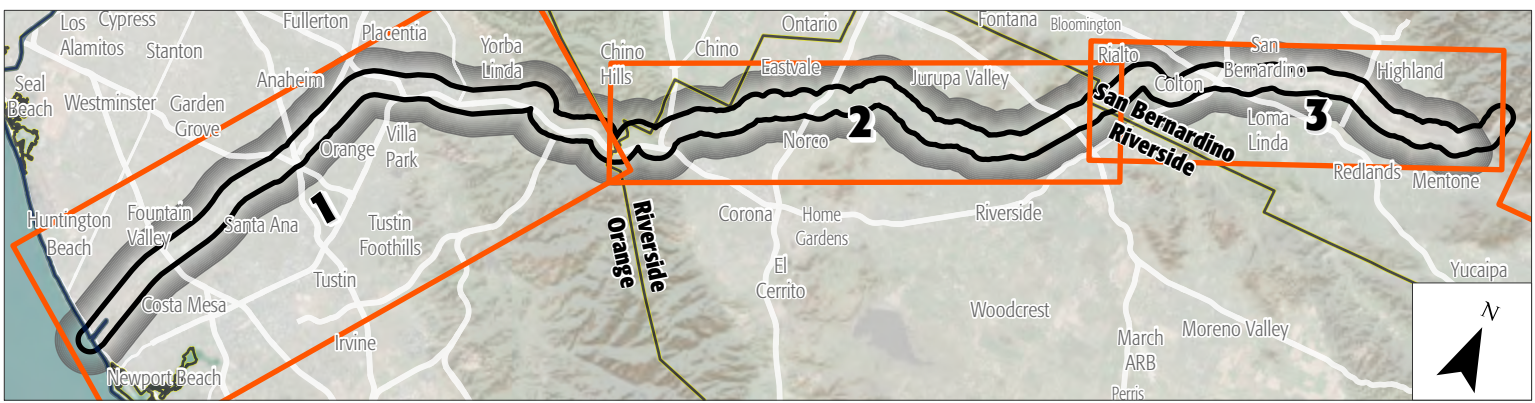 Los Cypress
Alamitos
Stanton
Fullerton
Placentia
Yorba
Linda
Chino
Hills
Chino
Ontario
Fontana
Bloomington
Rialto
San
Bernardino
Highland
Colton
Eastvale
Jurupa Valley
Seal
Beach
Westminster
Garden
Grove
Anaheim
Orange
Villa
Park
Norco
2
San Bernardino
Riverside
Loma
Linda
3
Redlands
Mentone
Huntington
Beach
Fountain
Valley
Santa Ana
1
Tustin
Foothills
Riverside
Orange
Corona
Home
Gardens
Riverside
El
Cerrito
Tustin
Costa Mesa
Irvine
Newport Beach
Woodcrest
March
ARB
Moreno Valley
Perris
Yucaipa
N